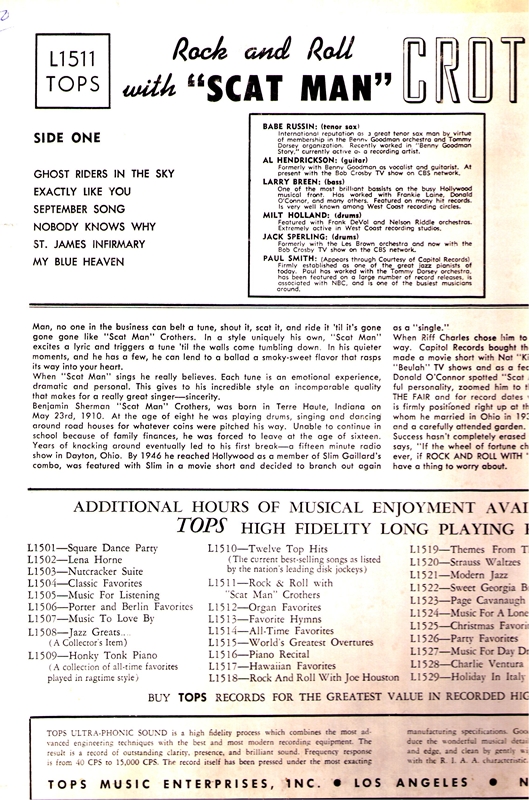 L1511
TOPS
Rock and Roll
with "SCAT MAN" CROT
SIDE ONE
GHOST RIDERS IN THE SKY
EXACTLY LIKE YOU
SEPTEMBER SONG
NOBODY KNOWS WHY
ST. JAMES INFIRMARY
MY BLUE HEAVEN
BABE RUSSIN: (tenor sax)
International reputation as a great tenor sax man by virtue
of membership in the Benny Goodman orchestra and Tommy
Dorsey organization. Recently worked in "Benny Goodman
Story," currently active as a recording artist.
AL HENDRICKSON: (guitar)
Formerly with Benny Goodman as vocalist and guitarist. At
present with the Bob Crosby TV show on CBS network.
LARRY BREEN: (bass)
One of the most brilliant bassists on the busy Hollywood
musical front. Has worked with Frankie Laine, Donald
O'Connor, and many others. Featured on many hit records.
Is very well known among West Coast recording circles.
MILT HOLLAND: (drums)
Featured with Frank DeVol and Nelson Riddle orchestras.
Extremely active in West Coast recording studios.
JACK SPERLING: (drums)
Formerly with the Les Brown orchestra and now with the
Bob Crosby TV show on the CBS network.
PAUL SMITH: (Appears through Courtesy of Capitol Records)
Firmly established as one of the great jazz pianists of
today. Paul has worked with the Tommy Dorsey orchestra,
has been featured on a large number of record releases, is
associated with NBC, and is one of the busiest musicians
around.
Man, no one in the business can belt a tune, shout it, scat it, and ride it 'til it's gone
gone gone like "Scat Man" Crothers. In a style uniquely his own, "Scat Man"
excites a lyric and triggers a tune 'til the walls come tumbling down. In his quieter
moments, and he has a few, he can lend to a ballad a smoky-sweet flavor that rasps
its way into your heart.
When "Scat Man" sings he really believes. Each tune is an emotional experience,
dramatic and personal. This gives to his incredible style an incomparable quality
that makes for a really great singer—sincerity.
Benjamin Sherman "Scat Man" Crothers, was born in Terre Haute, Indiana on
May 23rd, 1910. At the age of eight he was playing drums, singing and dancing
around road houses for whatever coins were pitched his way. Unable to continue in
school because of family finances, he was forced to leave at the age of sixteen.
Years of knocking around eventually led to his first break—a fifteen minute radio
show in Dayton, Ohio. By 1946 he reached Hollywood as a member of Slim Gaillard's
combo, was featured with Slim in a movie short and decided to branch out again
as a "single."
When Riff Charles chose him to
way. Capitol Records bought th
made a movie short with Nat "Ki
"Beulah" TV shows and as a fea
Donald O'Connor spotted "Scat
ful personality, zoomed him to t
THE FAIR and for record dates
is firmly positioned right up at th
whom he married in Ohio in 193
and a carefully attended garden.
Success hasn't completely erased
says, "If the wheel of fortune ch
ever, if ROCK AND ROLL WITH "
have a thing to worry about.
ADDITIONAL HOURS OF MUSICAL ENJOYMENT AVAI
TOPS HIGH FIDELITY LONG PLAYING
L1501—Square Dance Party
L1502—Lena Horne
L1503—Nutcracker Suite
L1504—Classic Favorites
L1505—Music For Listening
L1506—Porter and Berlin Favorites
L1507—Music To Love By
L1508—Jazz Greats....
(A Collector's Item)
L1509—Honky Tonk Piano
(A collection of all-time favorites
played in ragtime style)
L1510—Twelve Top Hits
(The current best-selling songs as listed
by the nation's leading disk jockeys)
L1511—Rock & Roll with
"Scat Man" Crothers
L1512—Organ Favorites
L1513—Favorite Hymns
L1514—All-Time Favorites
L1515—World's Greatest Overtures
L1516—Piano Recital
L1517—Hawaiian Favorites
L1518—Rock And Roll With Joe Houston
L1519—Themes From T
L1520—Strauss Waltzes
L1521—Modern Jazz
L1522—Sweet Georgia B
L1523—Page Cavanaugh
L1524—Music For A Lone
L1525—Christmas Favori
L1526—Party Favorites
L1527—Music For Day Dr
L1528—Charlie Ventura
L1529—Holiday In Italy
BUY TOPS RECORDS FOR THE GREATEST VALUE IN RECORDED HIG
TOPS ULTRA-PHONIC SOUND is a high fidelity process which combines the most ad-
vanced engineering techniques with the best and most modern recording equipment. The
result is a record of outstanding clarity, presence, and brilliant sound. Frequency response
is from 40 CPS to 15,000 CPS. The record itself has been pressed under the most exacting
manufacturing specifications. Goo
duce the wonderful musical detai
and edge, and clean by gently wi
with the R. I. A. A. characteristic.
TOPS MUSIC ENTERPRISES, INC. ● LOS ANGELES ● N